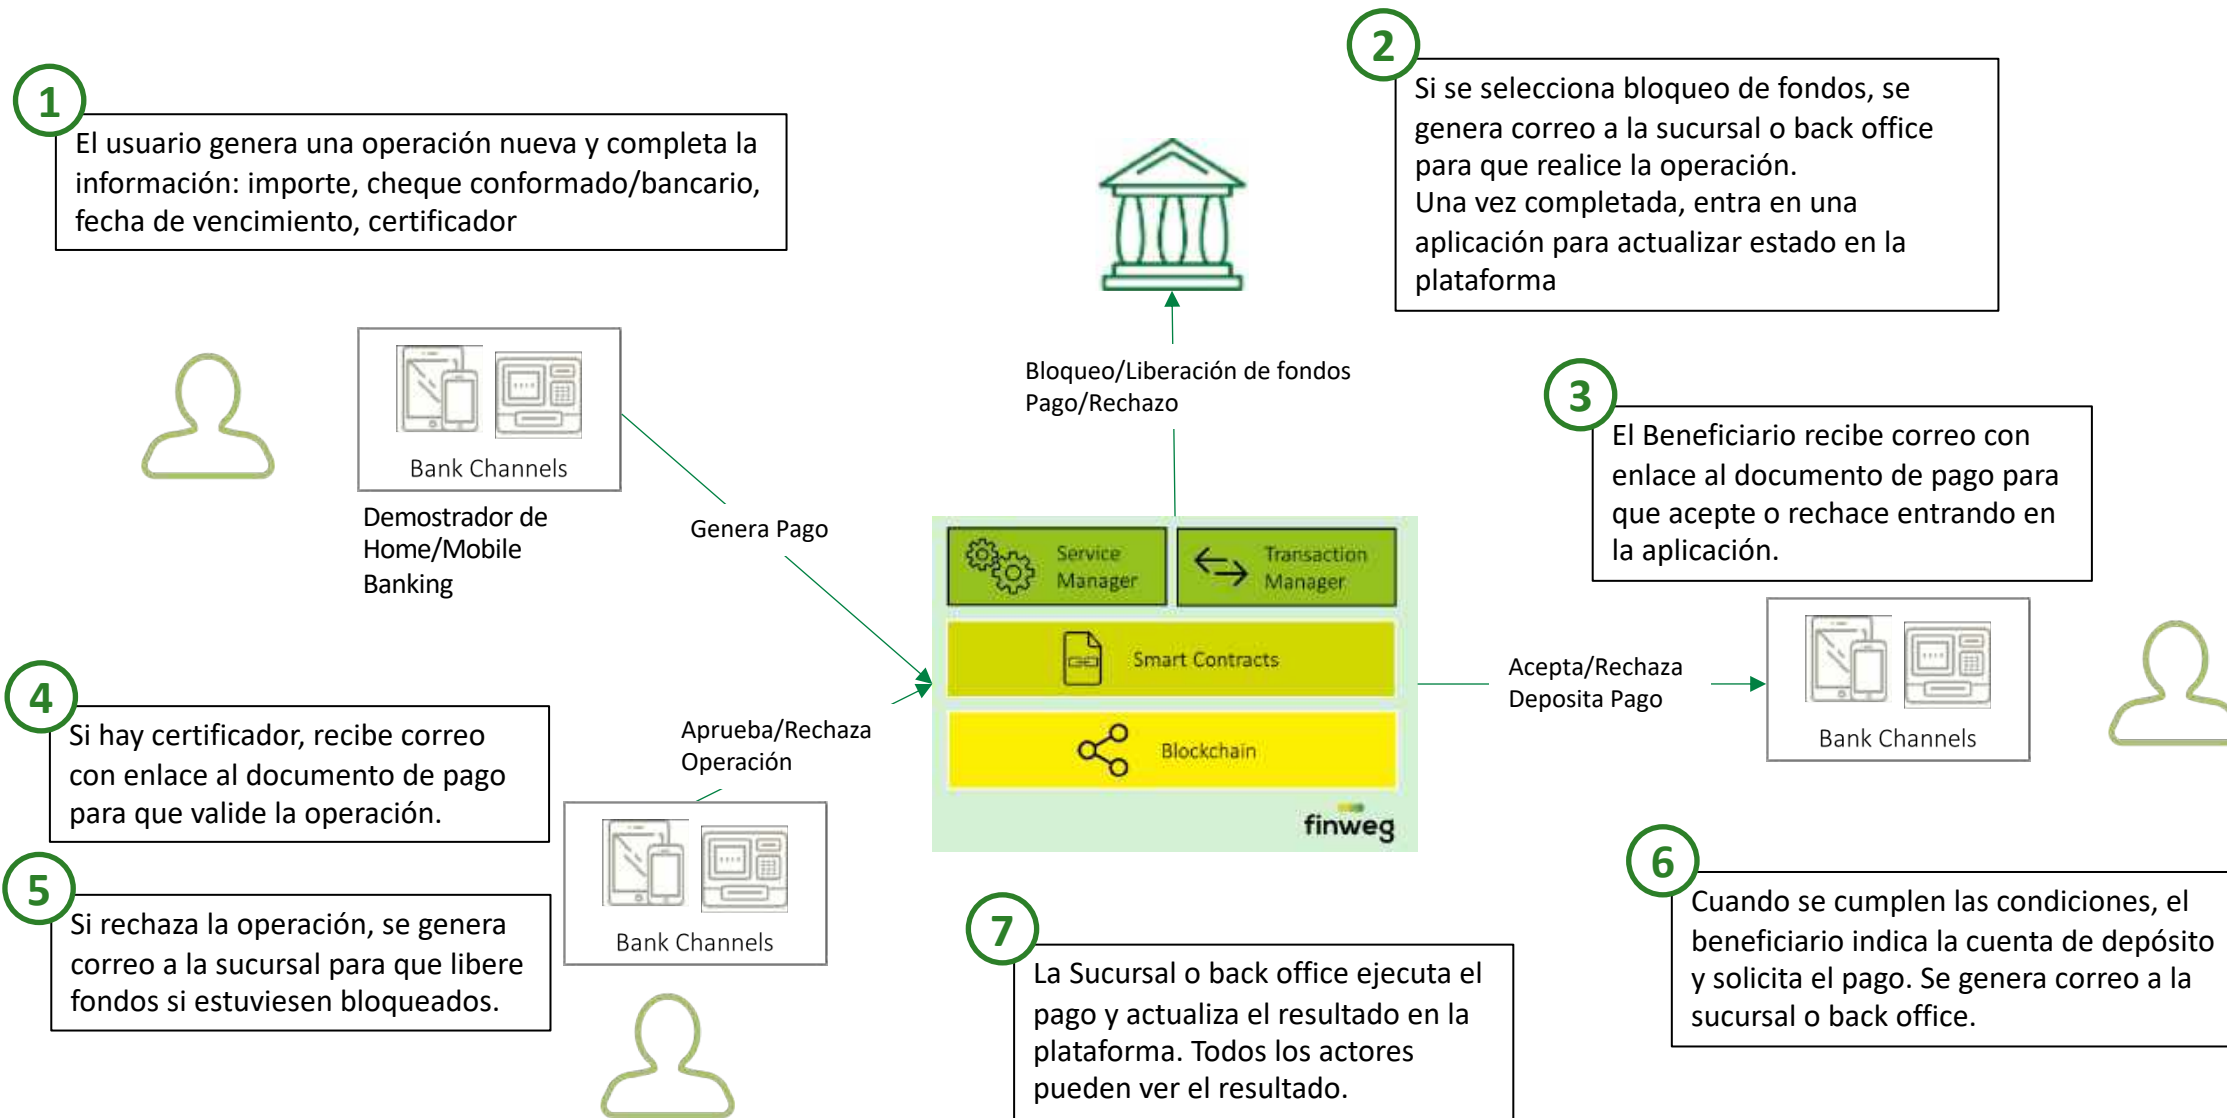 1
El usuario genera una operación nueva y completa la
información: importe, cheque conformado/bancario,
fecha de vencimiento, certificador
2
Si se selecciona bloqueo de fondos, se
genera correo a la sucursal o back office
para que realice la operación.
Una vez completada, entra en una
aplicación para actualizar estado en la
plataforma
Bank Channels
Demostrador de
Home/Mobile
Banking
Genera Pago
Bloqueo/Liberación de fondos
Pago/Rechazo
3
El Beneficiario recibe correo con
enlace al documento de pago para
que acepte o rechace entrando en
la aplicación.
Service
Manager
Transaction
Manager
Smart Contracts
Blockchain
finweg
Acepta/Rechaza
Deposita Pago
Bank Channels
4
Si hay certificador, recibe correo
con enlace al documento de pago
para que valide la operación.
Aprueba/Rechaza
Operación
Bank Channels
5
Si rechaza la operación, se genera
correo a la sucursal para que libere
fondos si estuviesen bloqueados.
6
Cuando se cumplen las condiciones, el
beneficiario indica la cuenta de depósito
y solicita el pago. Se genera correo a la
sucursal o back office.
7
La Sucursal o back office ejecuta el
pago y actualiza el resultado en la
plataforma. Todos los actores
pueden ver el resultado.